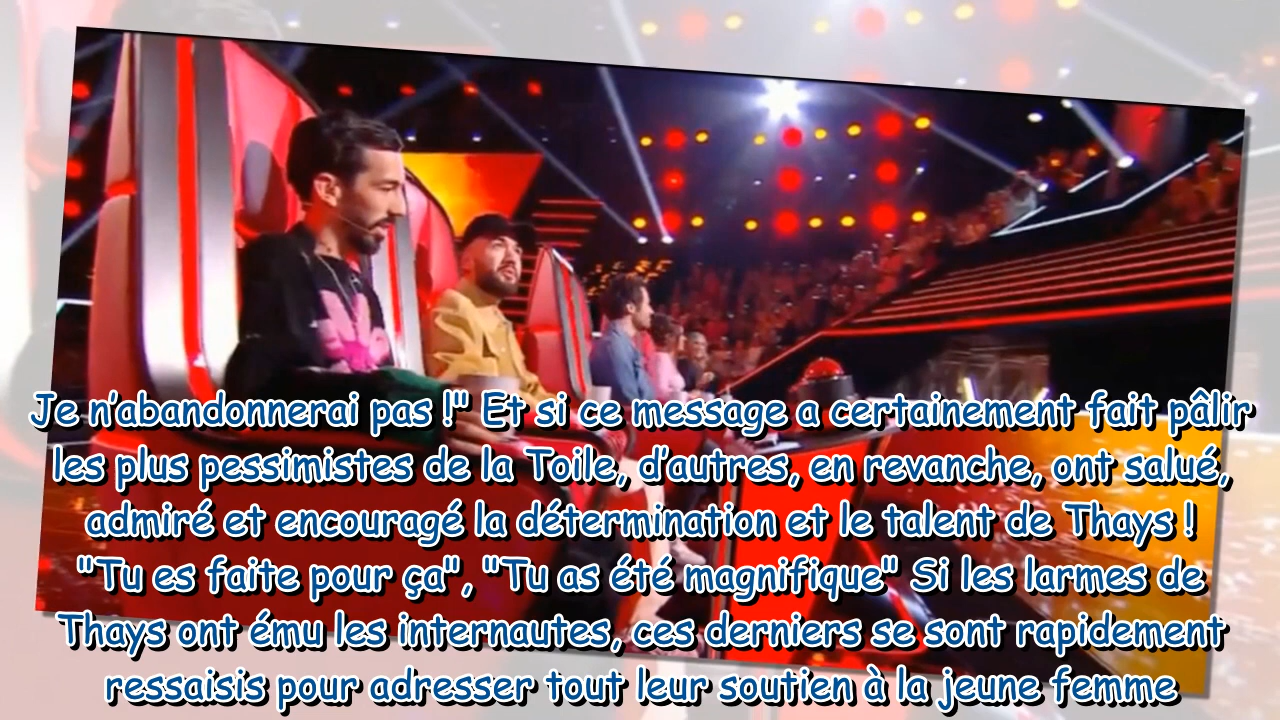 Je n'abandonnerai pas !" Et si ce message a certainement fait pâlir
les plus pessimistes de la Toile, d'autres, en revanche, ont salué,
admiré et encouragé la détermination et le talent de Thays !
"Tu es faite pour ça", "Tu as été magnifique" Si les larmes de
Thays ont ému les internautes, ces derniers se sont rapidement
ressaisis pour adresser tout leur soutien à la jeune femme